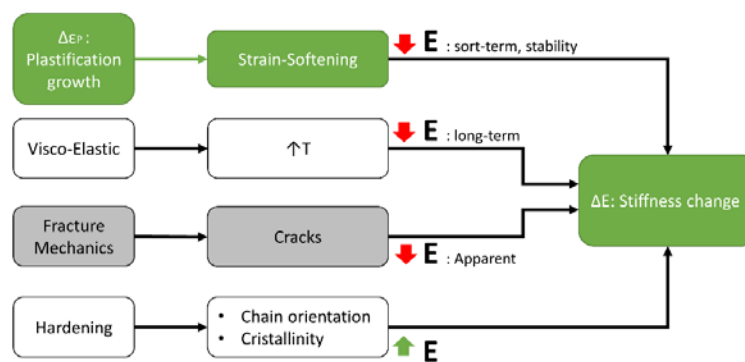 Δεᴾ :
Plastification
growth
Strain-Softening
E : sort-term, stability
Visco-Elastic
↑T
E : long-term
ΔE: Stiffness change
Fracture
Mechanics
Cracks
E : Apparent
Hardening
• Chain orientation
• Cristallinity
E